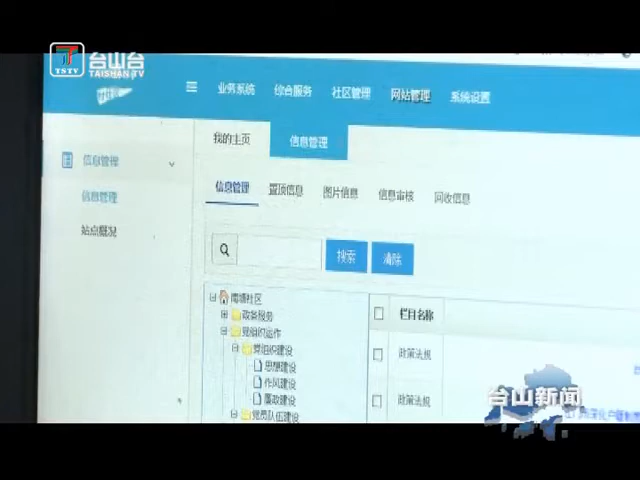 台山台
TSTV TAISHAN TV
业务系统 综合服务 社区管理 网站管理 系统设置
我的主页 信息管理
信息管理
信息管理 置顶信息 图片信息 信息审核 回收信息
信息管理
站点概况
搜索 清除
社区
政务服务
党组织运作
党组织建设
思想建设
作风建设
廉政建设
党员队伍建设
栏目名称
政策法规
政策法规
台山新闻